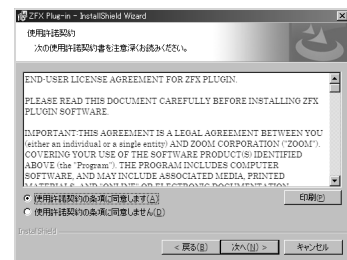 ZFX Plug-in - InstallShield Wizard
使用許諾契約
次の使用許諾契約書を注意深くお読みください。
END-USER LICENSE AGREEMENT FOR ZFX PLUGIN.
PLEASE READ THIS DOCUMENT CAREFULLY BEFORE INSTALLING ZFX
PLUGIN SOFTWARE.
IMPORTANT:THIS AGREEMENT IS A LEGAL AGREEMENT BETWEEN YOU
(either an individual or a single entity) AND ZOOM CORPORATION ("ZOOM").
COVERING YOUR USE OF THE SOFTWARE PRODUCT(S) IDENTIFIED
ABOVE (the "Program"). THE PROGRAM INCLUDES COMPUTER
SOFTWARE, AND MAY INCLUDE ASSOCIATED MEDIA, PRINTED
MATERIALS, AND "ONLINE" OR ELECTRONIC DOCUMENTATION
使用許諾契約の条項に同意します(A)
印刷(P)
使用許諾契約の条項に同意しません(D)
InstallShield
< 戻る(B)
次へ(N) >
キャンセル